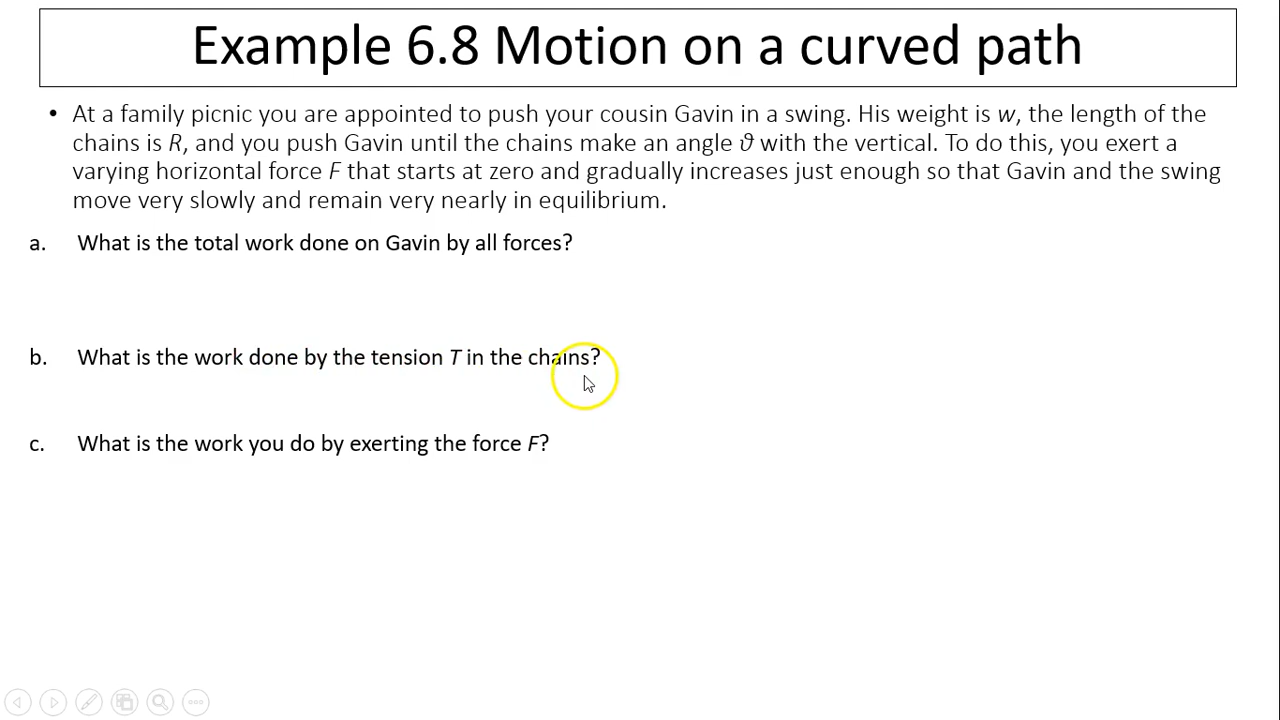 Example 6.8 Motion on a curved path
• At a family picnic you are appointed to push your cousin Gavin in a swing. His weight is w, the length of the
chains is R, and you push Gavin until the chains make an angle ϑ with the vertical. To do this, you exert a
varying horizontal force F that starts at zero and gradually increases just enough so that Gavin and the swing
move very slowly and remain very nearly in equilibrium.
a. What is the total work done on Gavin by all forces?
b. What is the work done by the tension T in the chains?
c. What is the work you do by exerting the force F?